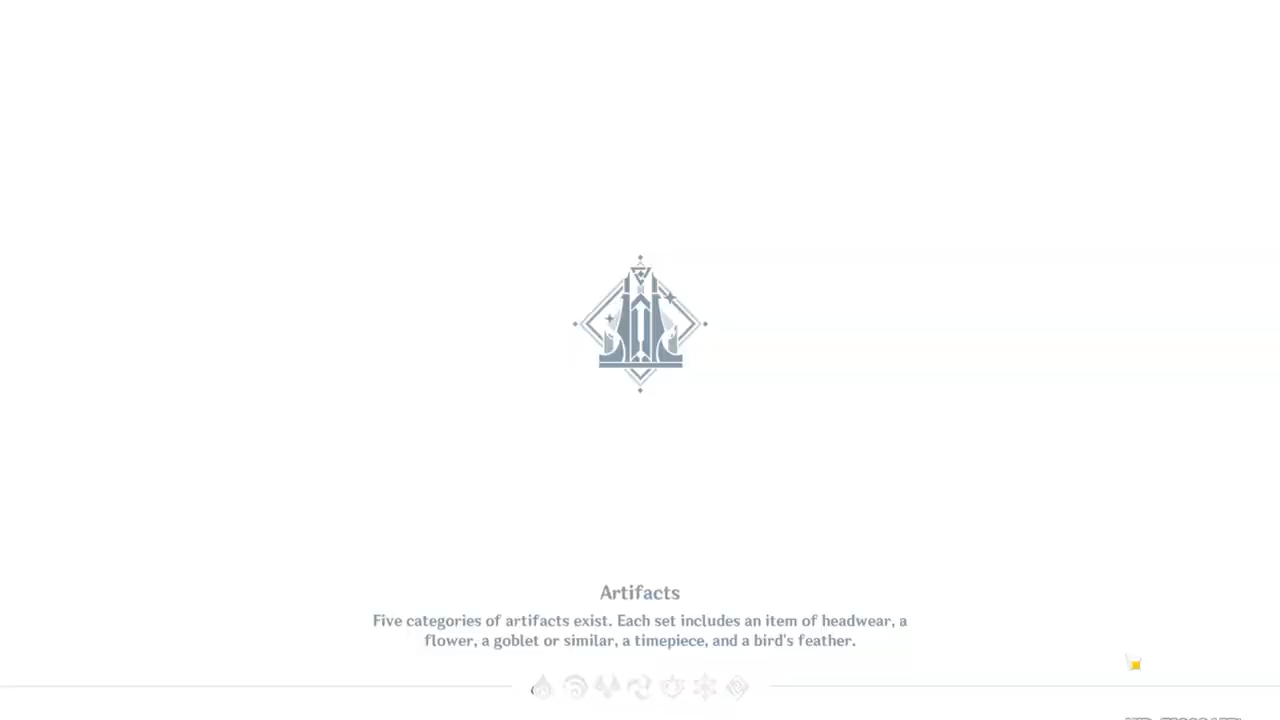 Artifacts
Five categories of artifacts exist. Each set includes an item of headwear, a
flower, a goblet or similar, a timepiece, and a bird's feather.